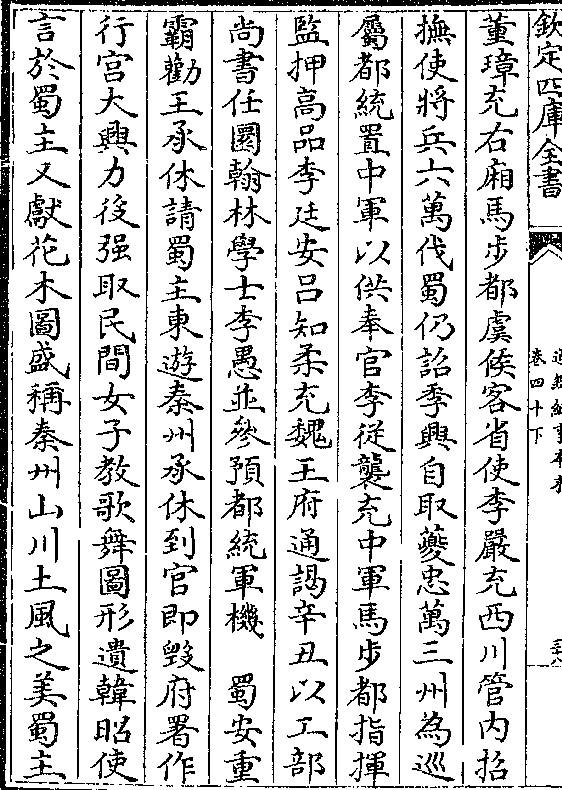 欽定四庫全書
卷四十下
董璋充右廂馬步都虞候客省使李嚴充西川管内招
撫使將兵六萬伐蜀仍詔季興自取夔忠萬三州為巡
屬都統置中軍以供奉官李從襲充中軍馬步都指揮
監押高品李廷安吕知柔充魏王府通謁辛丑以工部
尚書任圜翰林學士李愚並參預都統軍機　蜀安重
霸勸王承休請蜀主東遊秦州承休到官即毀府署作
行宫大興力役强取民間女子教歌舞圖形遺韓昭使
言於蜀主又獻花木圖盛稱秦州山川土風之美蜀主